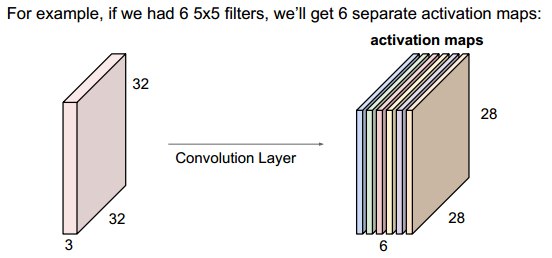 For example, if we had 6 5x5 filters, we'll get 6 separate activation maps:
activation maps
32
28
Convolution Layer
32
28
3
6